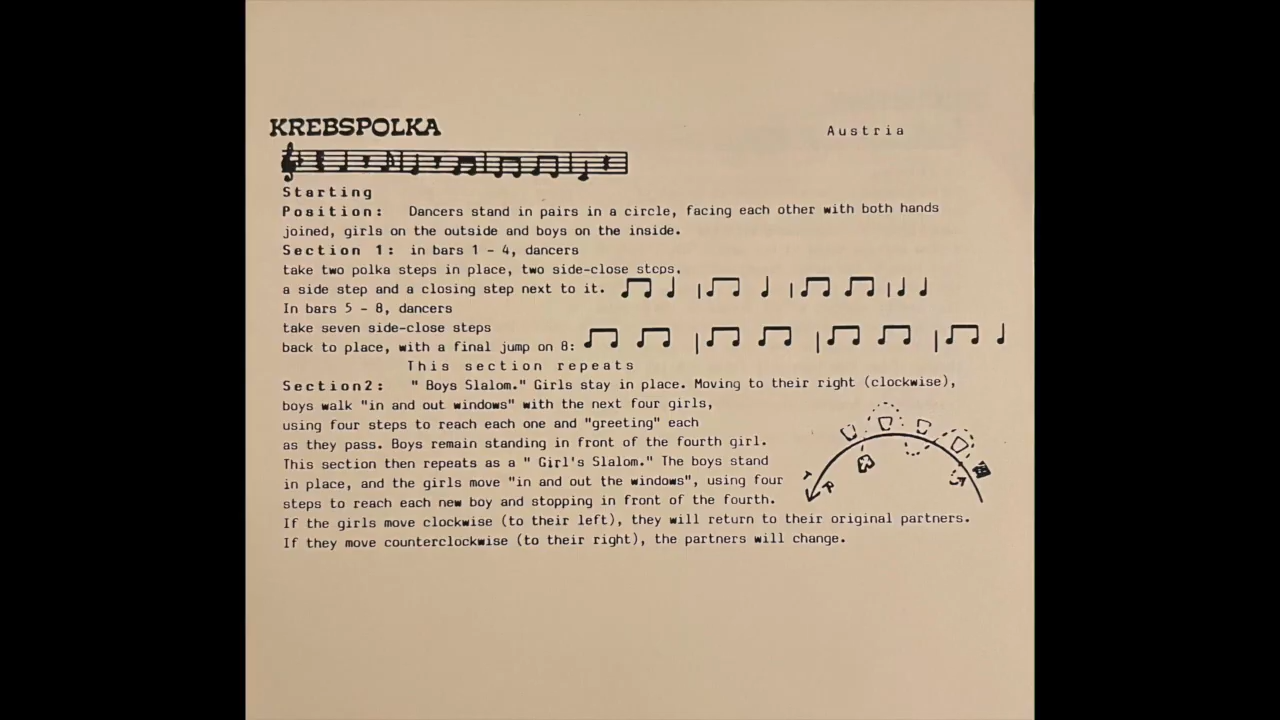 KREBSPOLKA
Austria
Starting
Position: Dancers stand in pairs in a circle, facing each other with both hands
joined, girls on the outside and boys on the inside.
Section 1: in bars 1 - 4, dancers
take two polka steps in place, two side-close steps,
a side step and a closing step next to it.
In bars 5 - 8, dancers
take seven side-close steps
back to place, with a final jump on 8:
This section repeats
Section2: " Boys Slalom." Girls stay in place. Moving to their right (clockwise),
boys walk "in and out windows" with the next four girls,
using four steps to reach each one and "greeting" each
as they pass. Boys remain standing in front of the fourth girl.
This section then repeats as a " Girl's Slalom." The boys stand
in place, and the girls move "in and out the windows", using four
steps to reach each new boy and stopping in front of the fourth.
If the girls move clockwise (to their left), they will return to their original partners.
If they move counterclockwise (to their right), the partners will change.